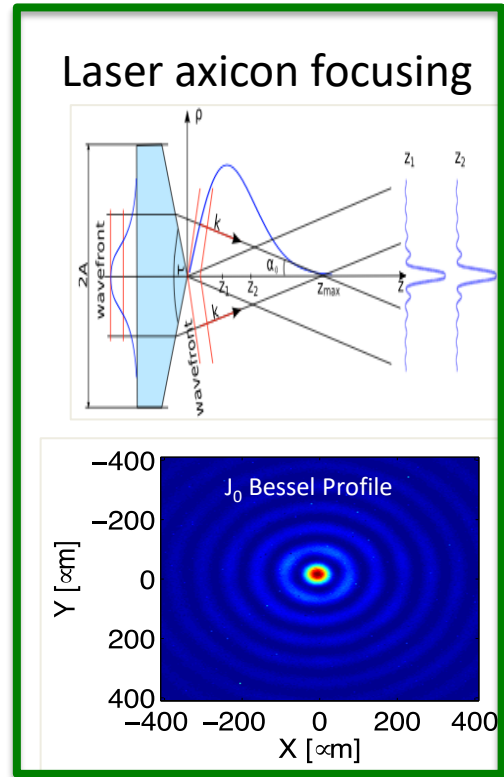 Laser axicon focusing
ρ
z₁ z₂
k
2A
wavefront
τ
α₀
z₁ z₂ zₘₐₓ z
k
wavefront
J₀ Bessel Profile
−400
−200
0
200
400
Y [∝m]
−400 −200 0 200 400
X [∝m]